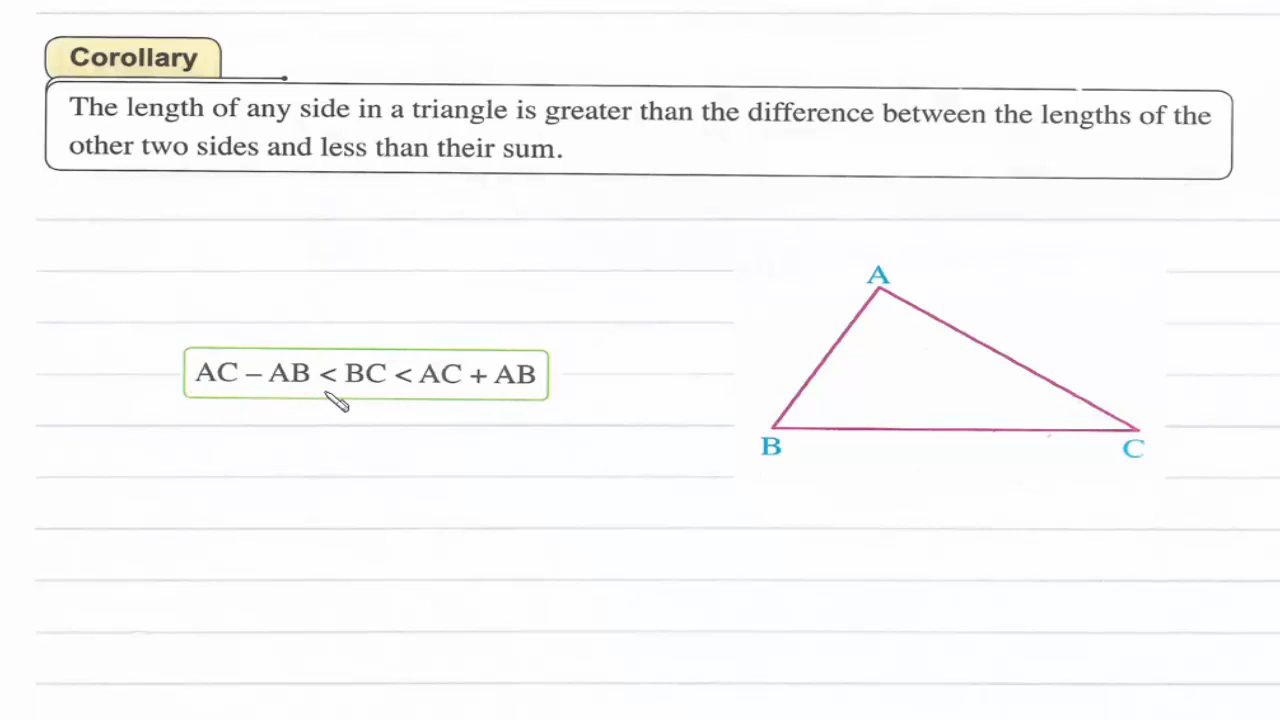 Corollary
The length of any side in a triangle is greater than the difference between the lengths of the
other two sides and less than their sum.
A
AC – AB < BC < AC + AB
B
C